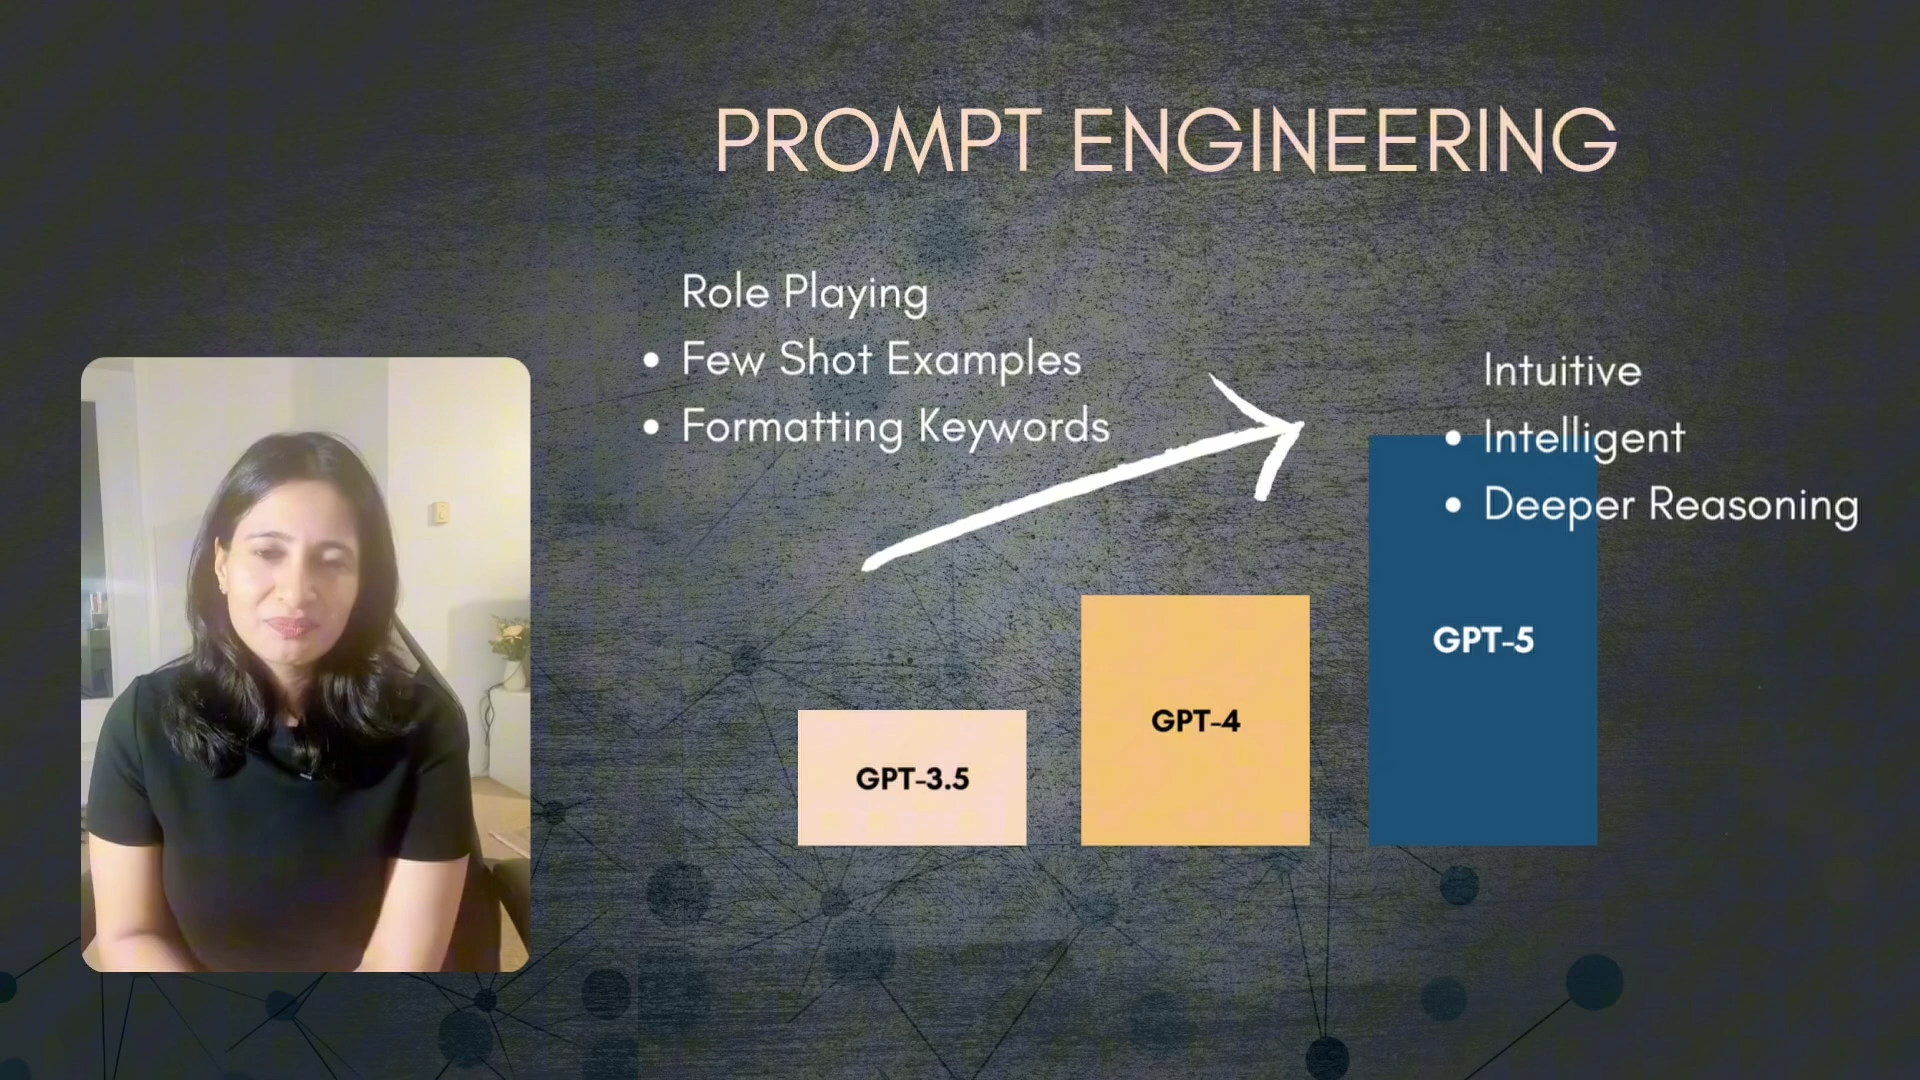 PROMPT ENGINEERING
Role Playing
• Few Shot Examples
• Formatting Keywords
Intuitive
• Intelligent
• Deeper Reasoning
GPT-3.5
GPT-4
GPT-5